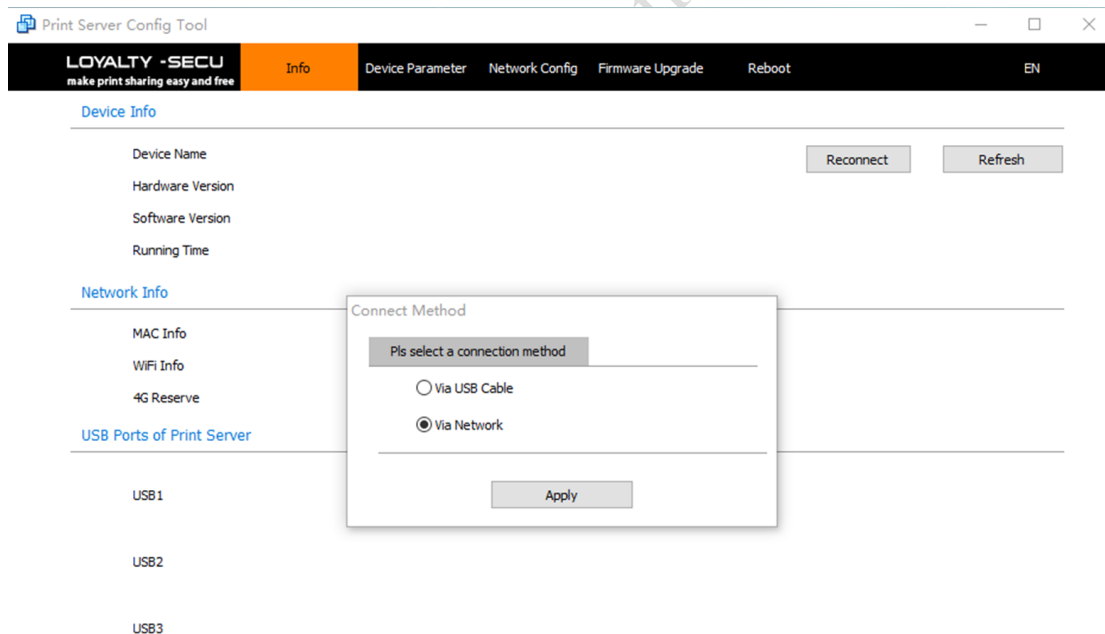 Print Server Config Tool
LOYALTY -SECU
make print sharing easy and free
Info
Device Parameter
Network Config
Firmware Upgrade
Reboot
EN
Device Info
Device Name
Reconnect
Refresh
Hardware Version
Software Version
Running Time
Network Info
MAC Info
WiFi Info
4G Reserve
Connect Method
Pls select a connection method
Via USB Cable
Via Network
Apply
USB Ports of Print Server
USB1
USB2
USB3